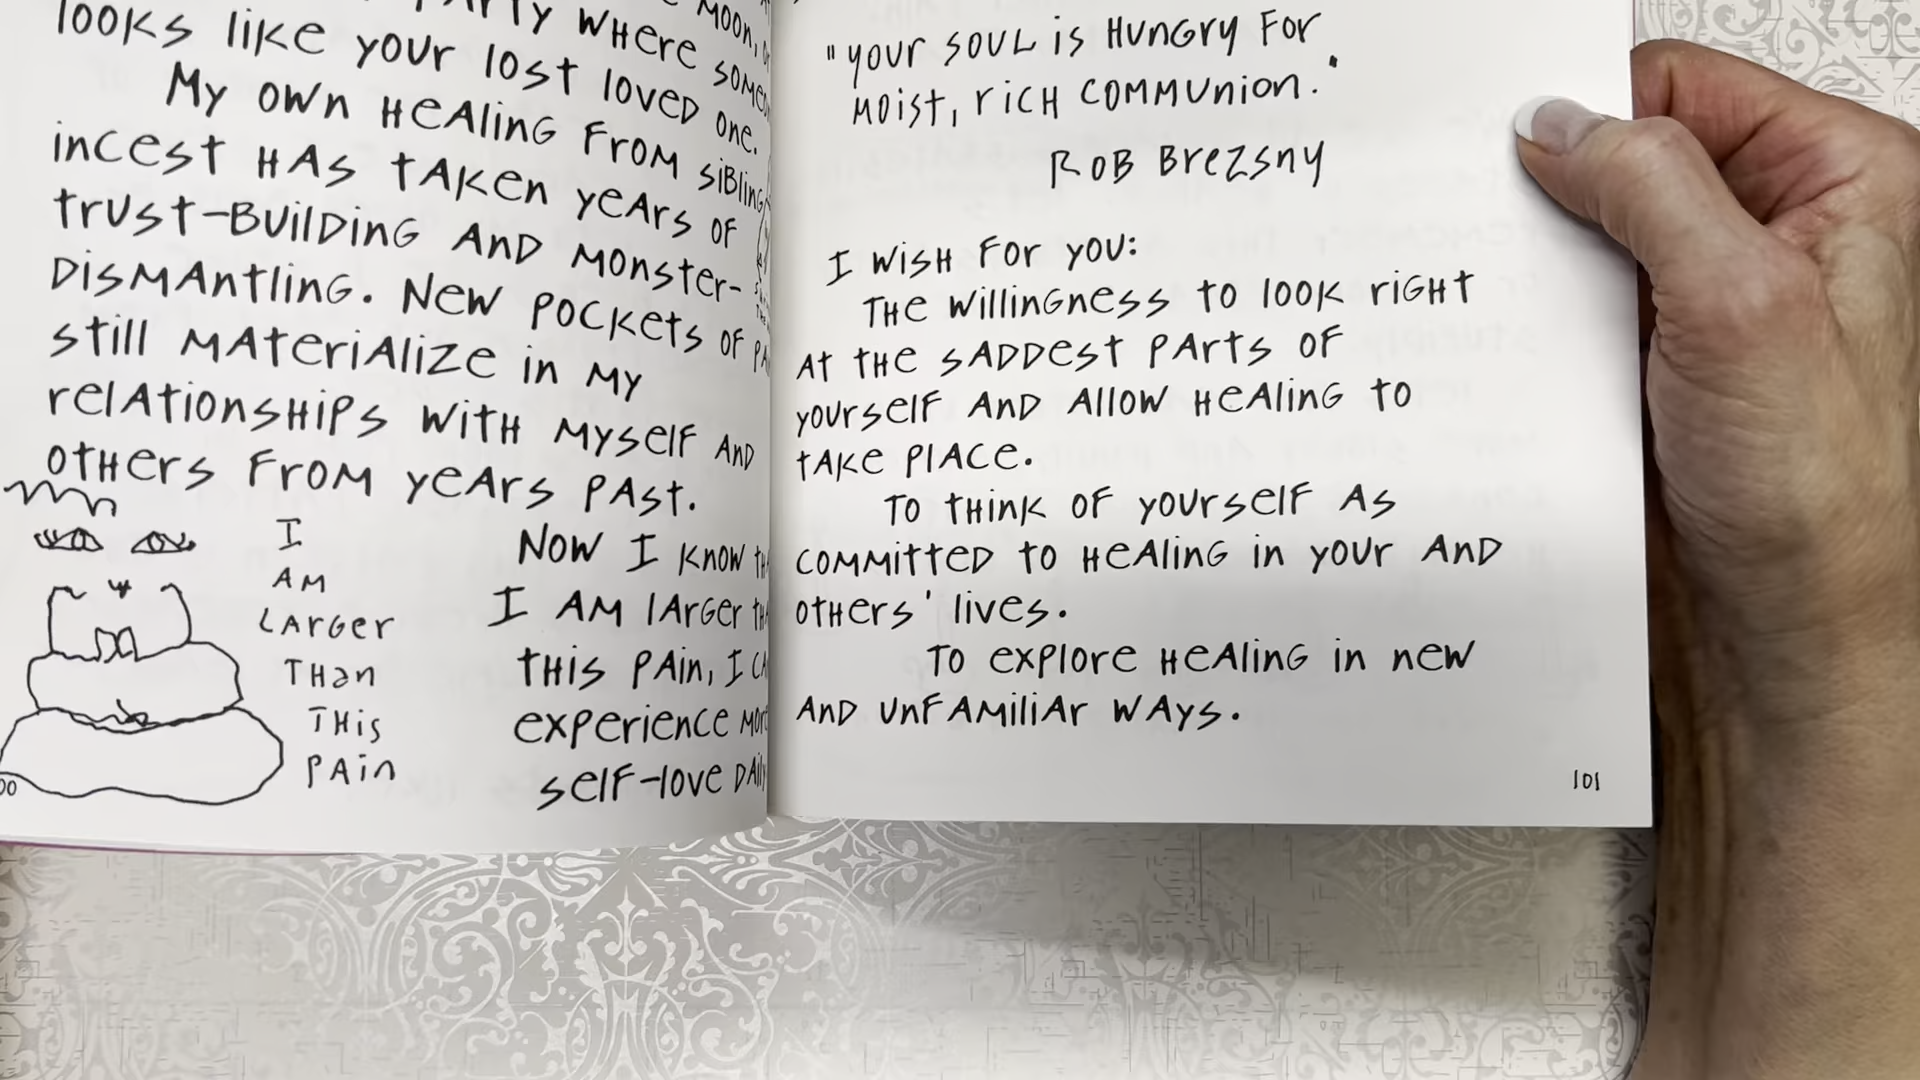 MOON,
PARTY WHERE
looks like your lost loved one.
My own healing from sibling
incest has taken years of
trust-building and monster-
dismantling. New pockets of
still materialize in my
relationships with myself and
others from years past.
I
AM
LARGER
THAN
THIS
PAIN
Now I know
I am larger
this pain, I
experience
self-love daily
"your soul is hungry for
moist, rich communion."
Rob Brezsny
I wish for you:
The willingness to look right
at the saddest parts of
yourself and allow healing to
take place.
To think of yourself as
committed to healing in your and
others' lives.
To explore healing in new
and unfamiliar ways.
101